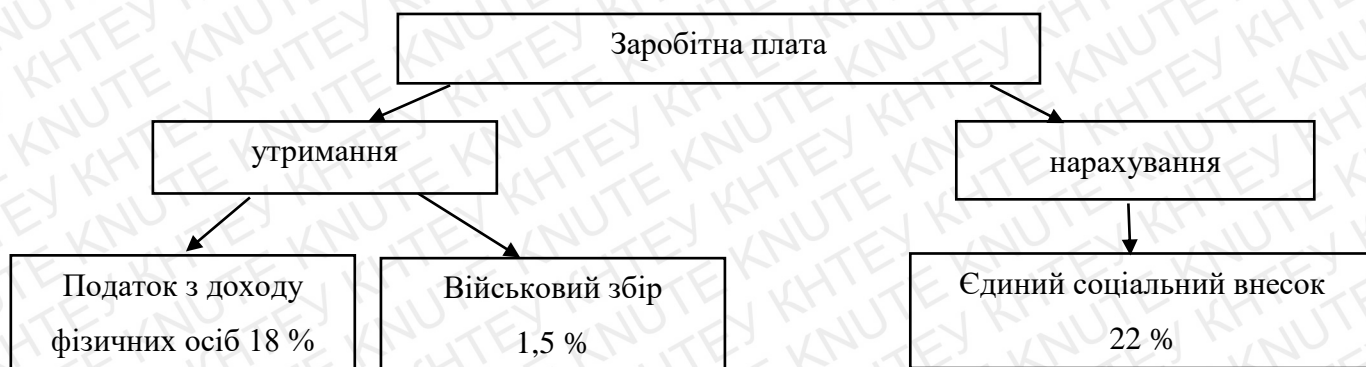 Заробітна плата
утримання
нарахування
Податок з доходу
фізичних осіб 18 %
Військовий збір
1,5 %
Єдиний соціальний внесок
22 %